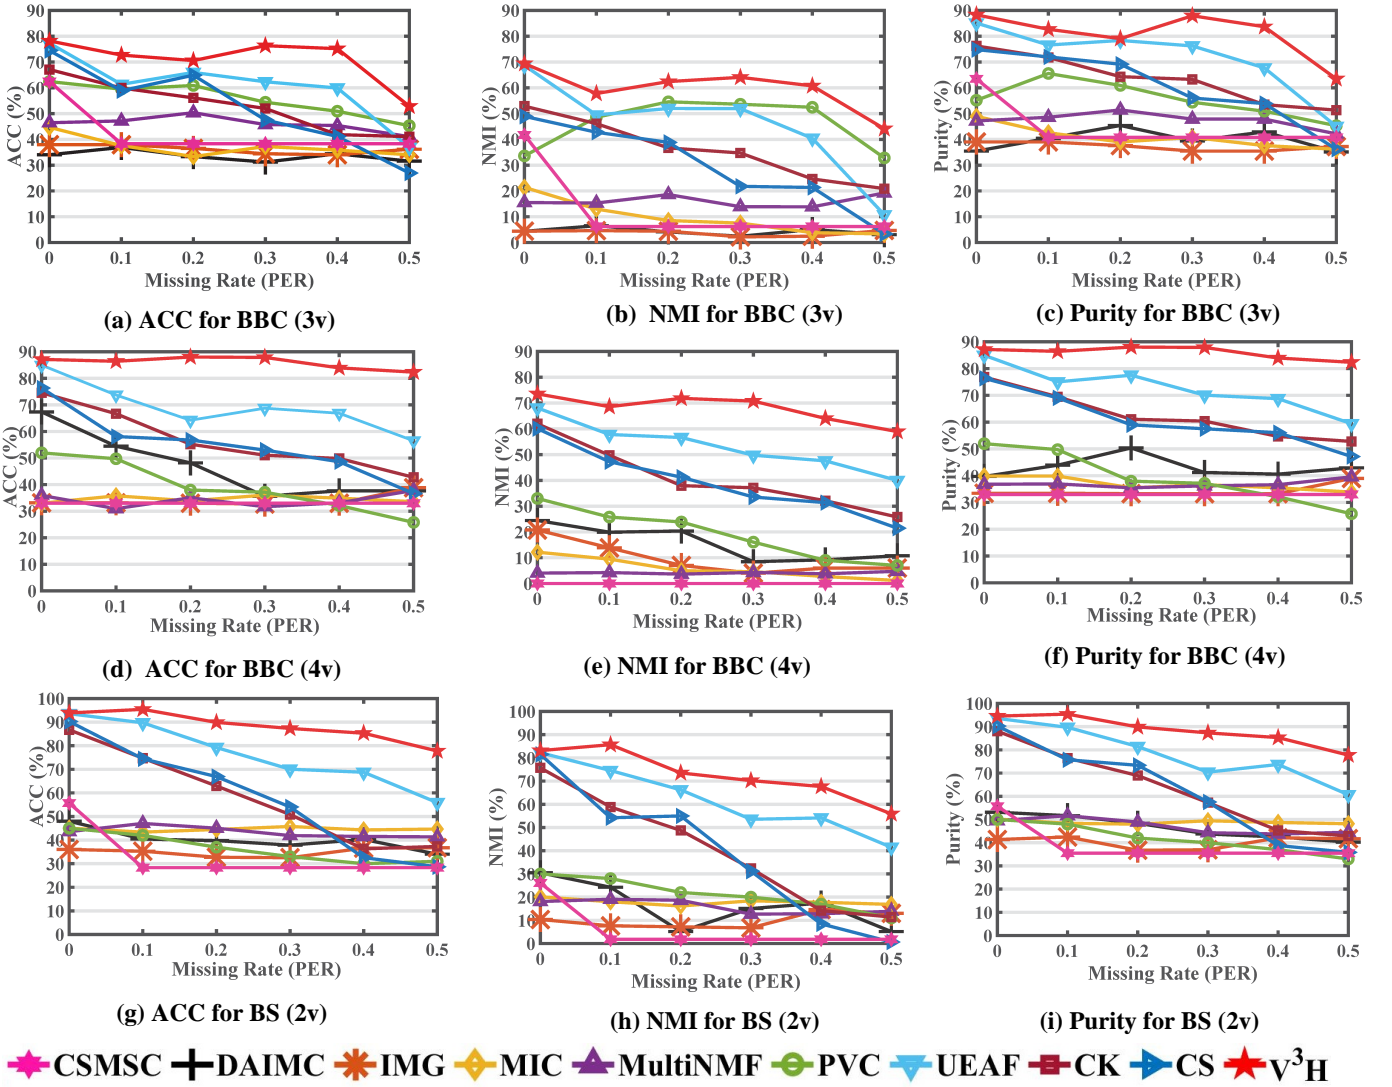 90 80 70 60 50 40 30 20 10 0
ACC (%)
0 0.1 0.2 0.3 0.4 0.5
Missing Rate (PER)
(a) ACC for BBC (3v)
90 80 70 60 50 40 30 20 10 0
NMI (%)
0 0.1 0.2 0.3 0.4 0.5
Missing Rate (PER)
(b) NMI for BBC (3v)
90 80 70 60 50 40 30 20 10 0
Purity (%)
0 0.1 0.2 0.3 0.4 0.5
Missing Rate (PER)
(c) Purity for BBC (3v)
90 80 70 60 50 40 30 20 10 0
ACC (%)
0 0.1 0.2 0.3 0.4 0.5
Missing Rate (PER)
(d) ACC for BBC (4v)
90 80 70 60 50 40 30 20 10 0
NMI (%)
0 0.1 0.2 0.3 0.4 0.5
Missing Rate (PER)
(e) NMI for BBC (4v)
90 80 70 60 50 40 30 20 10 0
Purity (%)
0 0.1 0.2 0.3 0.4 0.5
Missing Rate (PER)
(f) Purity for BBC (4v)
100 90 80 70 60 50 40 30 20 10 0
ACC (%)
0 0.1 0.2 0.3 0.4 0.5
Missing Rate (PER)
(g) ACC for BS (2v)
100 90 80 70 60 50 40 30 20 10 0
NMI (%)
0 0.1 0.2 0.3 0.4 0.5
Missing Rate (PER)
(h) NMI for BS (2v)
100 90 80 70 60 50 40 30 20 10 0
Purity (%)
0 0.1 0.2 0.3 0.4 0.5
Missing Rate (PER)
(i) Purity for BS (2v)
CSMSC DAIMC IMG MIC MultiNMF PVC UEAF CK CS V³H